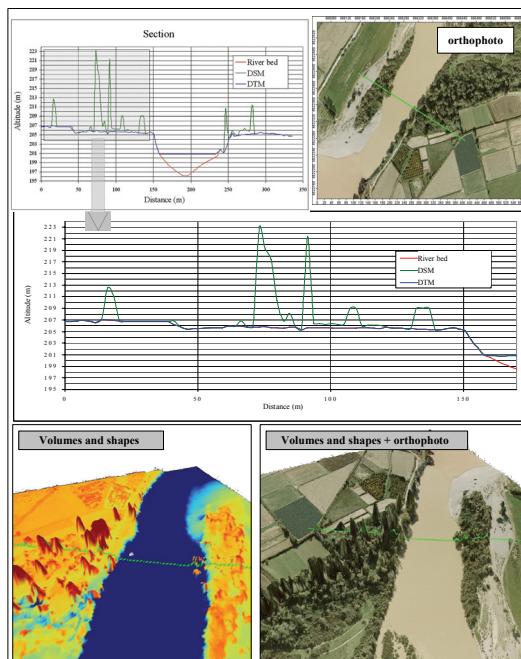 Section
223
221
219
217
215
213
211
209
207
205
203
201
199
197
195
Altitude (m)
River bed
DSM
DTM
0 50 100 150 200 250 300 350
Distance (m)
orthophoto
223
221
219
217
215
213
211
209
207
205
203
201
199
197
195
Altitude (m)
River bed
DSM
DTM
0 50 100 150
Distance (m)
Volumes and shapes
Volumes and shapes + orthophoto